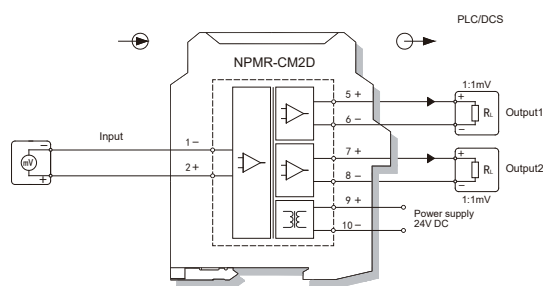 PLC/DCS
NPMR-CM2D
1:1mV
5 +
+
RL
Output1
6 −
−
Input
1 −
−
mV
2 +
+
7 +
+
RL
Output2
8 −
−
1:1mV
9 +
Power supply
24V DC
10 −